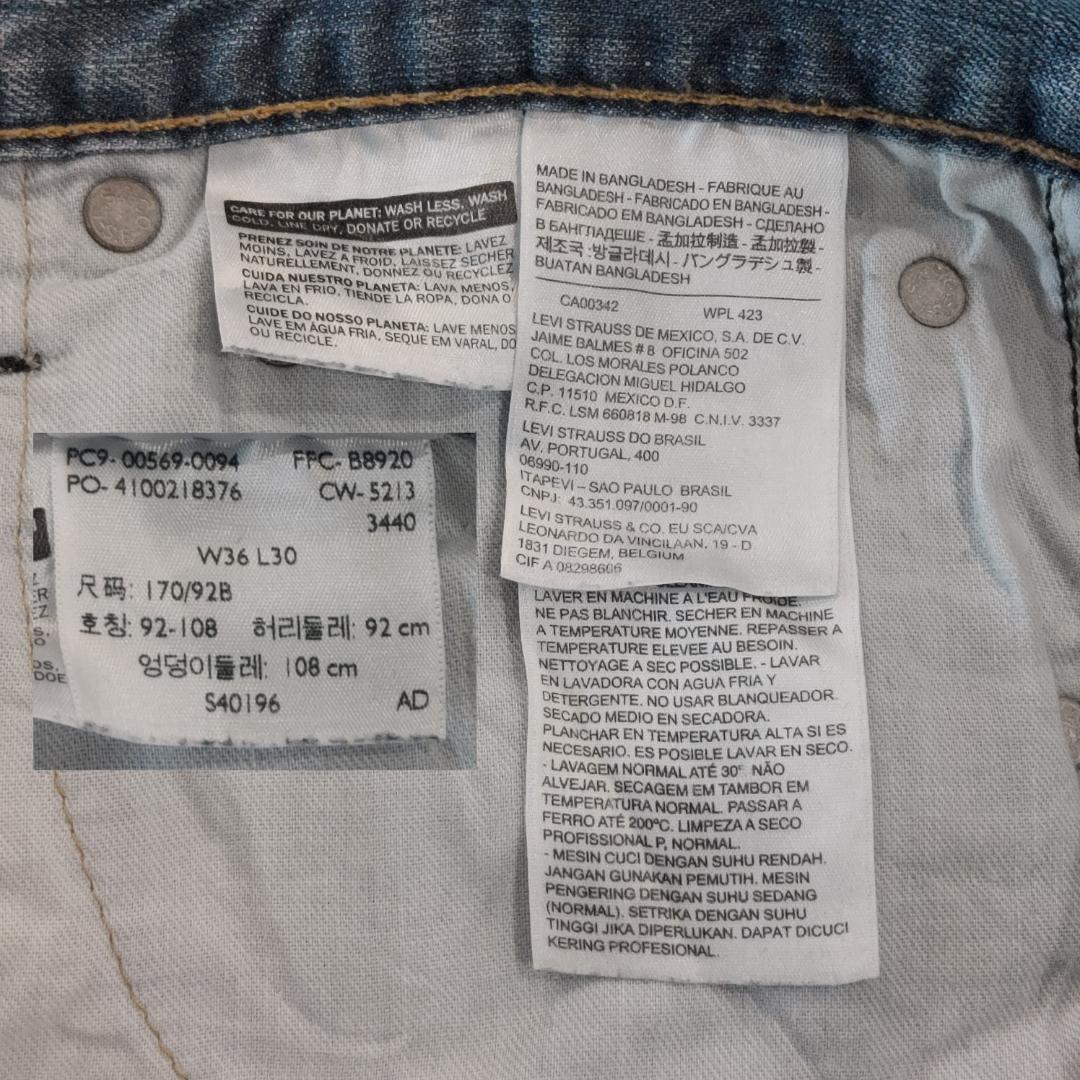 CARE FOR OUR PLANET: WASH LESS, WASH
COLD, LINE DRY, DONATE OR RECYCLE
PRENEZ SOIN DE NOTRE PLANETE: LAVEZ
MOINS, LAVEZ A FROID, LAISSEZ SECHER
NATURELLEMENT, DONNEZ OU RECYCLEZ
CUIDA NUESTRO PLANETA: LAVA MENOS,
LAVA EN FRIO, TIENDE LA ROPA, DONA O
RECICLA.
CUIDE DO NOSSO PLANETA: LAVE MENOS
LAVE EM ÁGUA FRIA, SEQUE EM VARAL, DO
OU RECICLE.
MADE IN BANGLADESH - FABRIQUE AU
BANGLADESH - FABRICADO EN BANGLADESH -
FABRICADO EM BANGLADESH - СДЕЛАНО
В БАНГЛАДЕШЕ - 孟加拉制造 - 孟加拉製 -
제조국 :방글라데시 - バングラデシュ製 -
BUATAN BANGLADESH
CA00342 WPL 423
LEVI STRAUSS DE MEXICO, S.A. DE C.V.
JAIME BALMES # 8 OFICINA 502
COL. LOS MORALES POLANCO
DELEGACION MIGUEL HIDALGO
C.P. 11510 MEXICO D.F.
R.F.C. LSM 660818 M-98 C.N.I.V. 3337
LEVI STRAUSS DO BRASIL
AV. PORTUGAL, 400
06990-110
ITAPEVI – SAO PAULO BRASIL
CNPJ: 43.351.097/0001-90
LEVI STRAUSS & CO. EU SCA/CVA
LEONARDO DA VINCILAAN, 19 - D
1831 DIEGEM, BELGIUM
CIF A 08298606
LAVER EN MACHINE A L'EAU FROIDE.
NE PAS BLANCHIR. SECHER EN MACHINE
A TEMPERATURE MOYENNE. REPASSER A
TEMPERATURE ELEVEE AU BESOIN.
NETTOYAGE A SEC POSSIBLE. - LAVAR
EN LAVADORA CON AGUA FRIA Y
DETERGENTE. NO USAR BLANQUEADOR.
SECADO MEDIO EN SECADORA.
PLANCHAR EN TEMPERATURA ALTA SI ES
NECESARIO. ES POSIBLE LAVAR EN SECO.
- LAVAGEM NORMAL ATÉ 30° NÃO
ALVEJAR. SECAGEM EM TAMBOR EM
TEMPERATURA NORMAL. PASSAR A
FERRO ATÉ 200ºC. LIMPEZA A SECO
PROFISSIONAL P, NORMAL.
- MESIN CUCI DENGAN SUHU RENDAH.
JANGAN GUNAKAN PEMUTIH. MESIN
PENGERING DENGAN SUHU SEDANG
(NORMAL). SETRIKA DENGAN SUHU
TINGGI JIKA DIPERLUKAN. DAPAT DICUCI
KERING PROFESIONAL.
PC9- 00569-0094 FFC- B8920
PO- 4100218376 CW- 5213
3440
W36 L30
尺码: 170/92B
호칭: 92-108 허리둘레: 92 cm
엉덩이둘레: 108 cm
S40196 AD